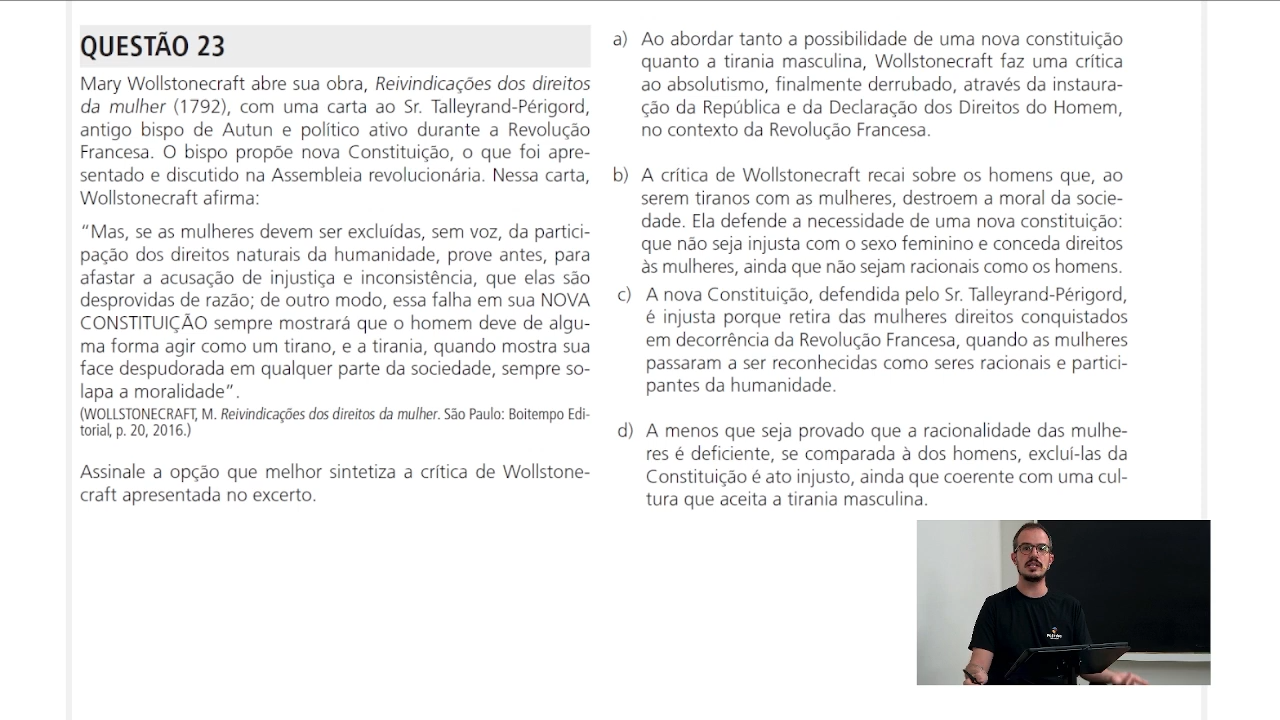 QUESTÃO 23
Mary Wollstonecraft abre sua obra, Reivindicações dos direitos
da mulher (1792), com uma carta ao Sr. Talleyrand-Périgord,
antigo bispo de Autun e político ativo durante a Revolução
Francesa. O bispo propõe nova Constituição, o que foi apre-
sentado e discutido na Assembleia revolucionária. Nessa carta,
Wollstonecraft afirma:
“Mas, se as mulheres devem ser excluídas, sem voz, da partici-
pação dos direitos naturais da humanidade, prove antes, para
afastar a acusação de injustiça e inconsistência, que elas são
desprovidas de razão; de outro modo, essa falha em sua NOVA
CONSTITUIÇÃO sempre mostrará que o homem deve de algu-
ma forma agir como um tirano, e a tirania, quando mostra sua
face despudorada em qualquer parte da sociedade, sempre so-
lapa a moralidade”.
(WOLLSTONECRAFT, M. Reivindicações dos direitos da mulher. São Paulo: Boitempo Edi-
torial, p. 20, 2016.)
Assinale a opção que melhor sintetiza a crítica de Wollstone-
craft apresentada no excerto.
a) Ao abordar tanto a possibilidade de uma nova constituição
quanto a tirania masculina, Wollstonecraft faz uma crítica
ao absolutismo, finalmente derrubado, através da instaura-
ção da República e da Declaração dos Direitos do Homem,
no contexto da Revolução Francesa.
b) A crítica de Wollstonecraft recai sobre os homens que, ao
serem tiranos com as mulheres, destroem a moral da socie-
dade. Ela defende a necessidade de uma nova constituição:
que não seja injusta com o sexo feminino e conceda direitos
às mulheres, ainda que não sejam racionais como os homens.
c) A nova Constituição, defendida pelo Sr. Talleyrand-Périgord,
é injusta porque retira das mulheres direitos conquistados
em decorrência da Revolução Francesa, quando as mulheres
passaram a ser reconhecidas como seres racionais e partici-
pantes da humanidade.
d) A menos que seja provado que a racionalidade das mulhe-
res é deficiente, se comparada à dos homens, excluí-las da
Constituição é ato injusto, ainda que coerente com uma cul-
tura que aceita a tirania masculina.